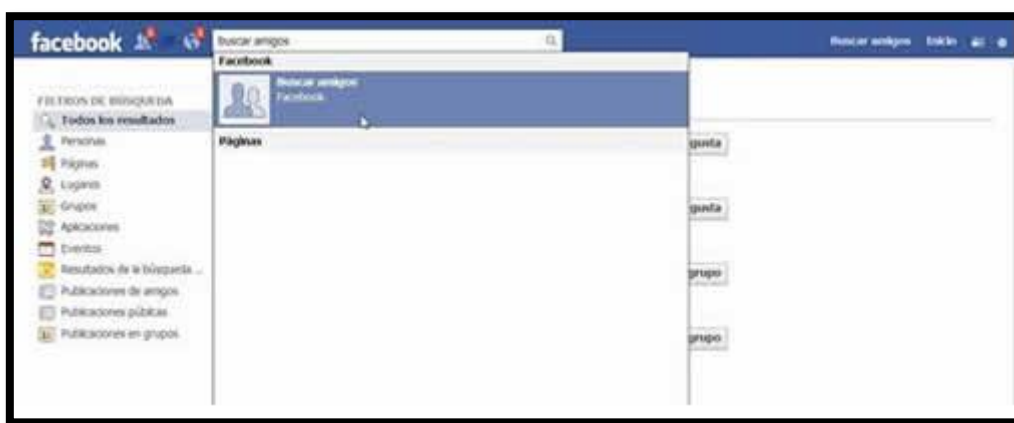 facebook
buscar amigos
Buscar amigos Inicio
Facebook
Buscar amigos
Facebook
Páginas
FILTROS DE BÚSQUEDA
Todos los resultados
Personas
Páginas
Lugares
Grupos
Aplicaciones
Eventos
Resultados de la búsqueda ...
Publicaciones de amigos
Publicaciones públicas
Publicaciones en grupos
gusta
gusta
grupo
grupo